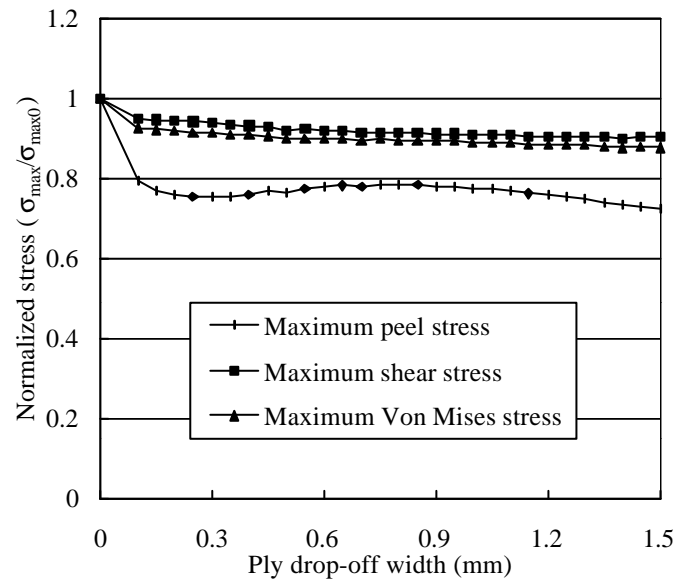 1.2
1
0.8
0.6
0.4
0.2
0
Normalized stress ( σmax/σmax0)
Maximum peel stress
Maximum shear stress
Maximum Von Mises stress
0 0.3 0.6 0.9 1.2 1.5
Ply drop-off width (mm)